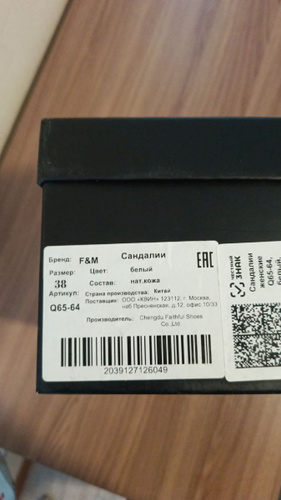 Бренд: F&M Сандалии
Размер: Цвет: белый
38 Состав: нат.кожа
Артикул: Страна производства: Китай
Q65-64 Поставщик: ООО «КВИН» 123112, г. Москва,
наб Пресненская, д.12, офис 10/33
Производитель: Chengdu Faithful Shoes
Co.,Ltd
2039127126049
EAC
честный
ЗНАК
Сандалии
женские
Q65-64,
белый,